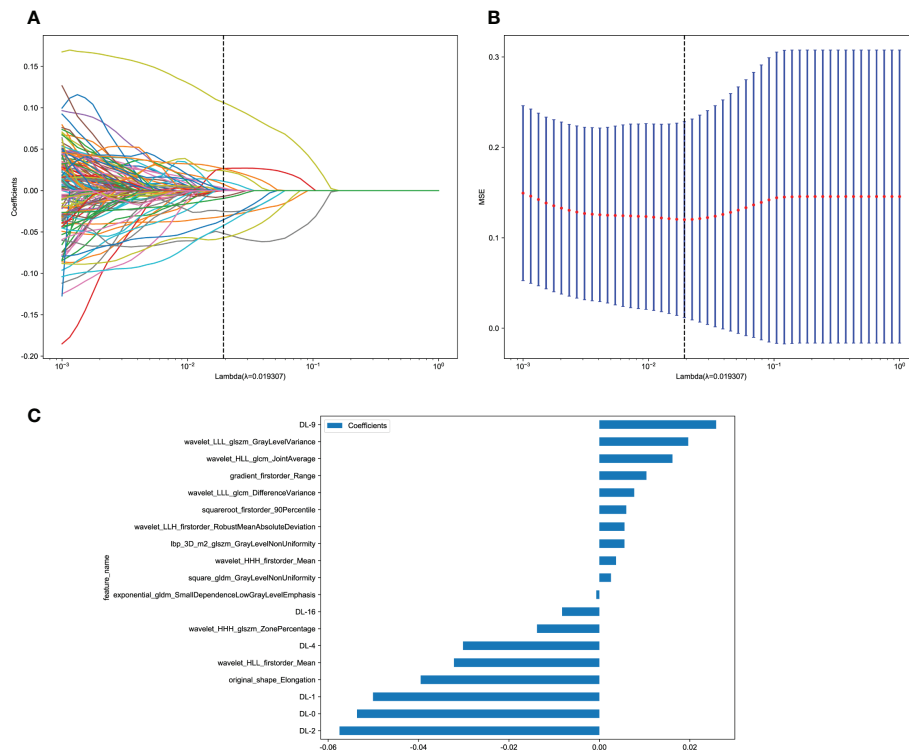 A
B
0.15
0.10
0.05
0.00
-0.05
-0.10
-0.15
-0.20
Coefficients
10⁻³
10⁻²
10⁻¹
10⁰
Lambda(λ=0.019307)
0.3
0.2
0.1
0.0
MSE
10⁻³
10⁻²
10⁻¹
10⁰
Lambda(λ=0.019307)
C
Coefficients
feature_name
DL-9
wavelet_LLL_glszm_GrayLevelVariance
wavelet_HLL_glcm_JointAverage
gradient_firstorder_Range
wavelet_LLL_glcm_DifferenceVariance
squareroot_firstorder_90Percentile
wavelet_LLH_firstorder_RobustMeanAbsoluteDeviation
lbp_3D_m2_glszm_GrayLevelNonUniformity
wavelet_HHH_firstorder_Mean
square_gldm_GrayLevelNonUniformity
exponential_gldm_SmallDependenceLowGrayLevelEmphasis
DL-16
wavelet_HHH_glszm_ZonePercentage
DL-4
wavelet_HLL_firstorder_Mean
original_shape_Elongation
DL-1
DL-0
DL-2
-0.06
-0.04
-0.02
0.00
0.02